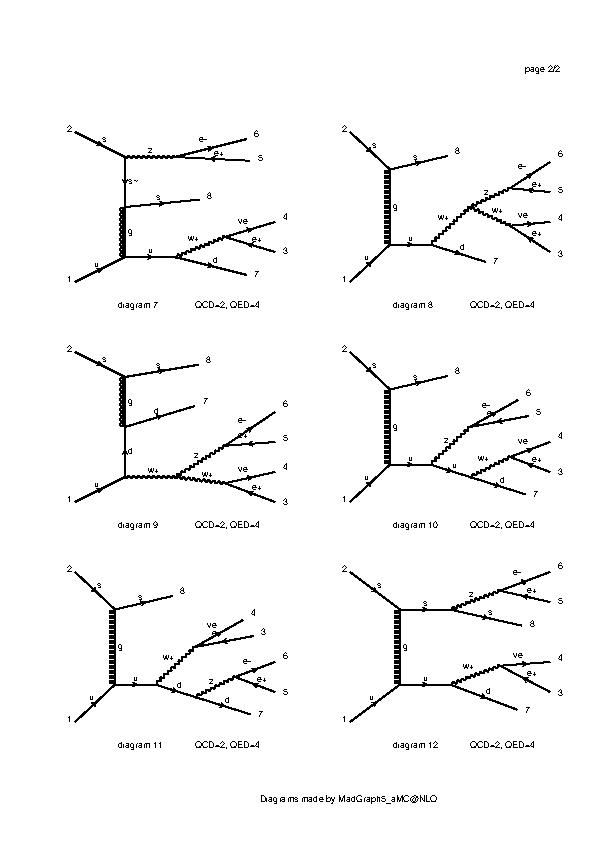 page 2/2
2 s z e- 6
e+ 5
s~
s 8
g
ve 4
w+ e+ 3
u u d 7
1
diagram 7 QCD=2, QED=4
2 s s 8
e- 6
z e+ 5
g w+ ve 4
w+ e+ 3
u u d 7
1
diagram 8 QCD=2, QED=4
2 s s 8
g d 7
e- 6
e+ 5
d z
w+ w+ ve 4
u e+ 3
1
diagram 9 QCD=2, QED=4
2 s s 8
e- 6
e 5
g z
ve 4
w+ e+ 3
u u u d 7
1
diagram 10 QCD=2, QED=4
2 s s 8
ve 4
e 3
g w+
e- 6
z e+ 5
u u d d 7
1
diagram 11 QCD=2, QED=4
2 s s z e- 6
e+ 5
s 8
g
w+ ve 4
e+ 3
u u d 7
1
diagram 12 QCD=2, QED=4
Diagrams made by MadGraph5_aMC@NLO